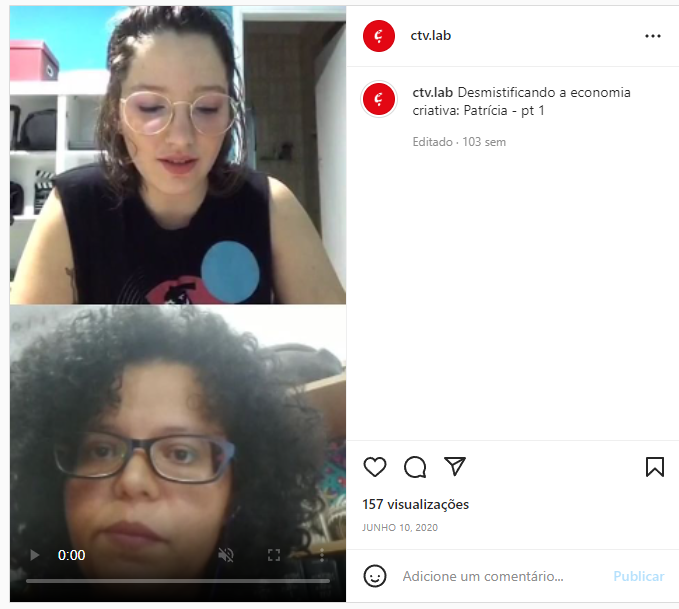 ctv.lab
ctv.lab Desmistificando a economia
criativa: Patrícia - pt 1
Editado · 103 sem
0:00
157 visualizações
JUNHO 10, 2020
Adicione um comentário...
Publicar